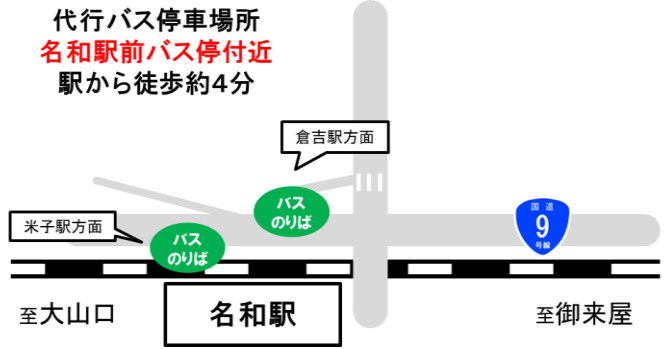 代行バス停車場所
名和駅前バス停付近
駅から徒歩約4分
倉吉駅方面
バス
のりば
米子駅方面
バス
のりば
国道
9
号線
至大山口
名和駅
至御来屋